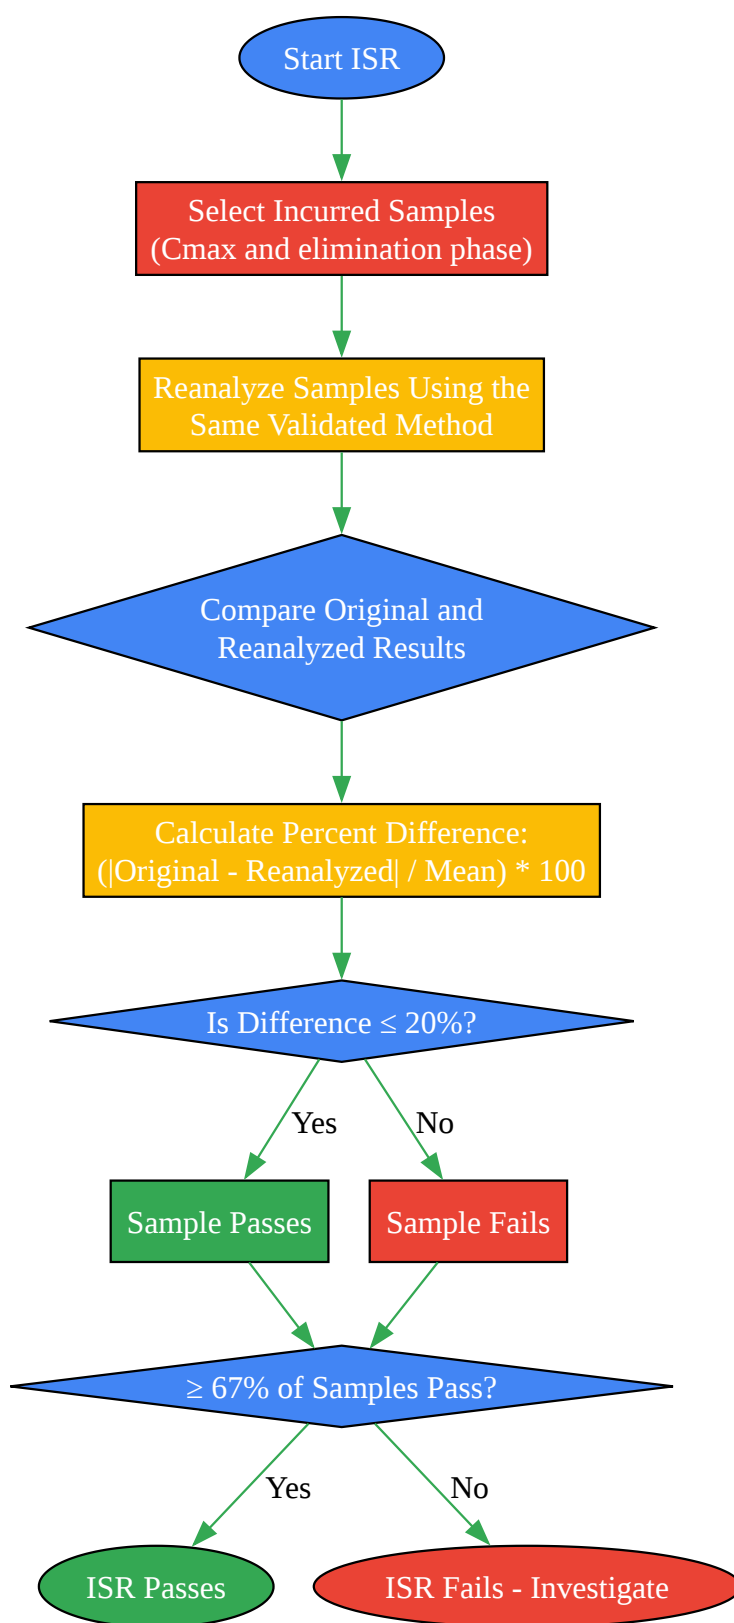 Start ISR
Select Incurred Samples
(Cmax and elimination phase)
Reanalyze Samples Using the
Same Validated Method
Compare Original and
Reanalyzed Results
Calculate Percent Difference:
(|Original - Reanalyzed| / Mean) * 100
Is Difference ≤ 20%?
Yes
No
Sample Passes
Sample Fails
≥ 67% of Samples Pass?
Yes
No
ISR Passes
ISR Fails - Investigate